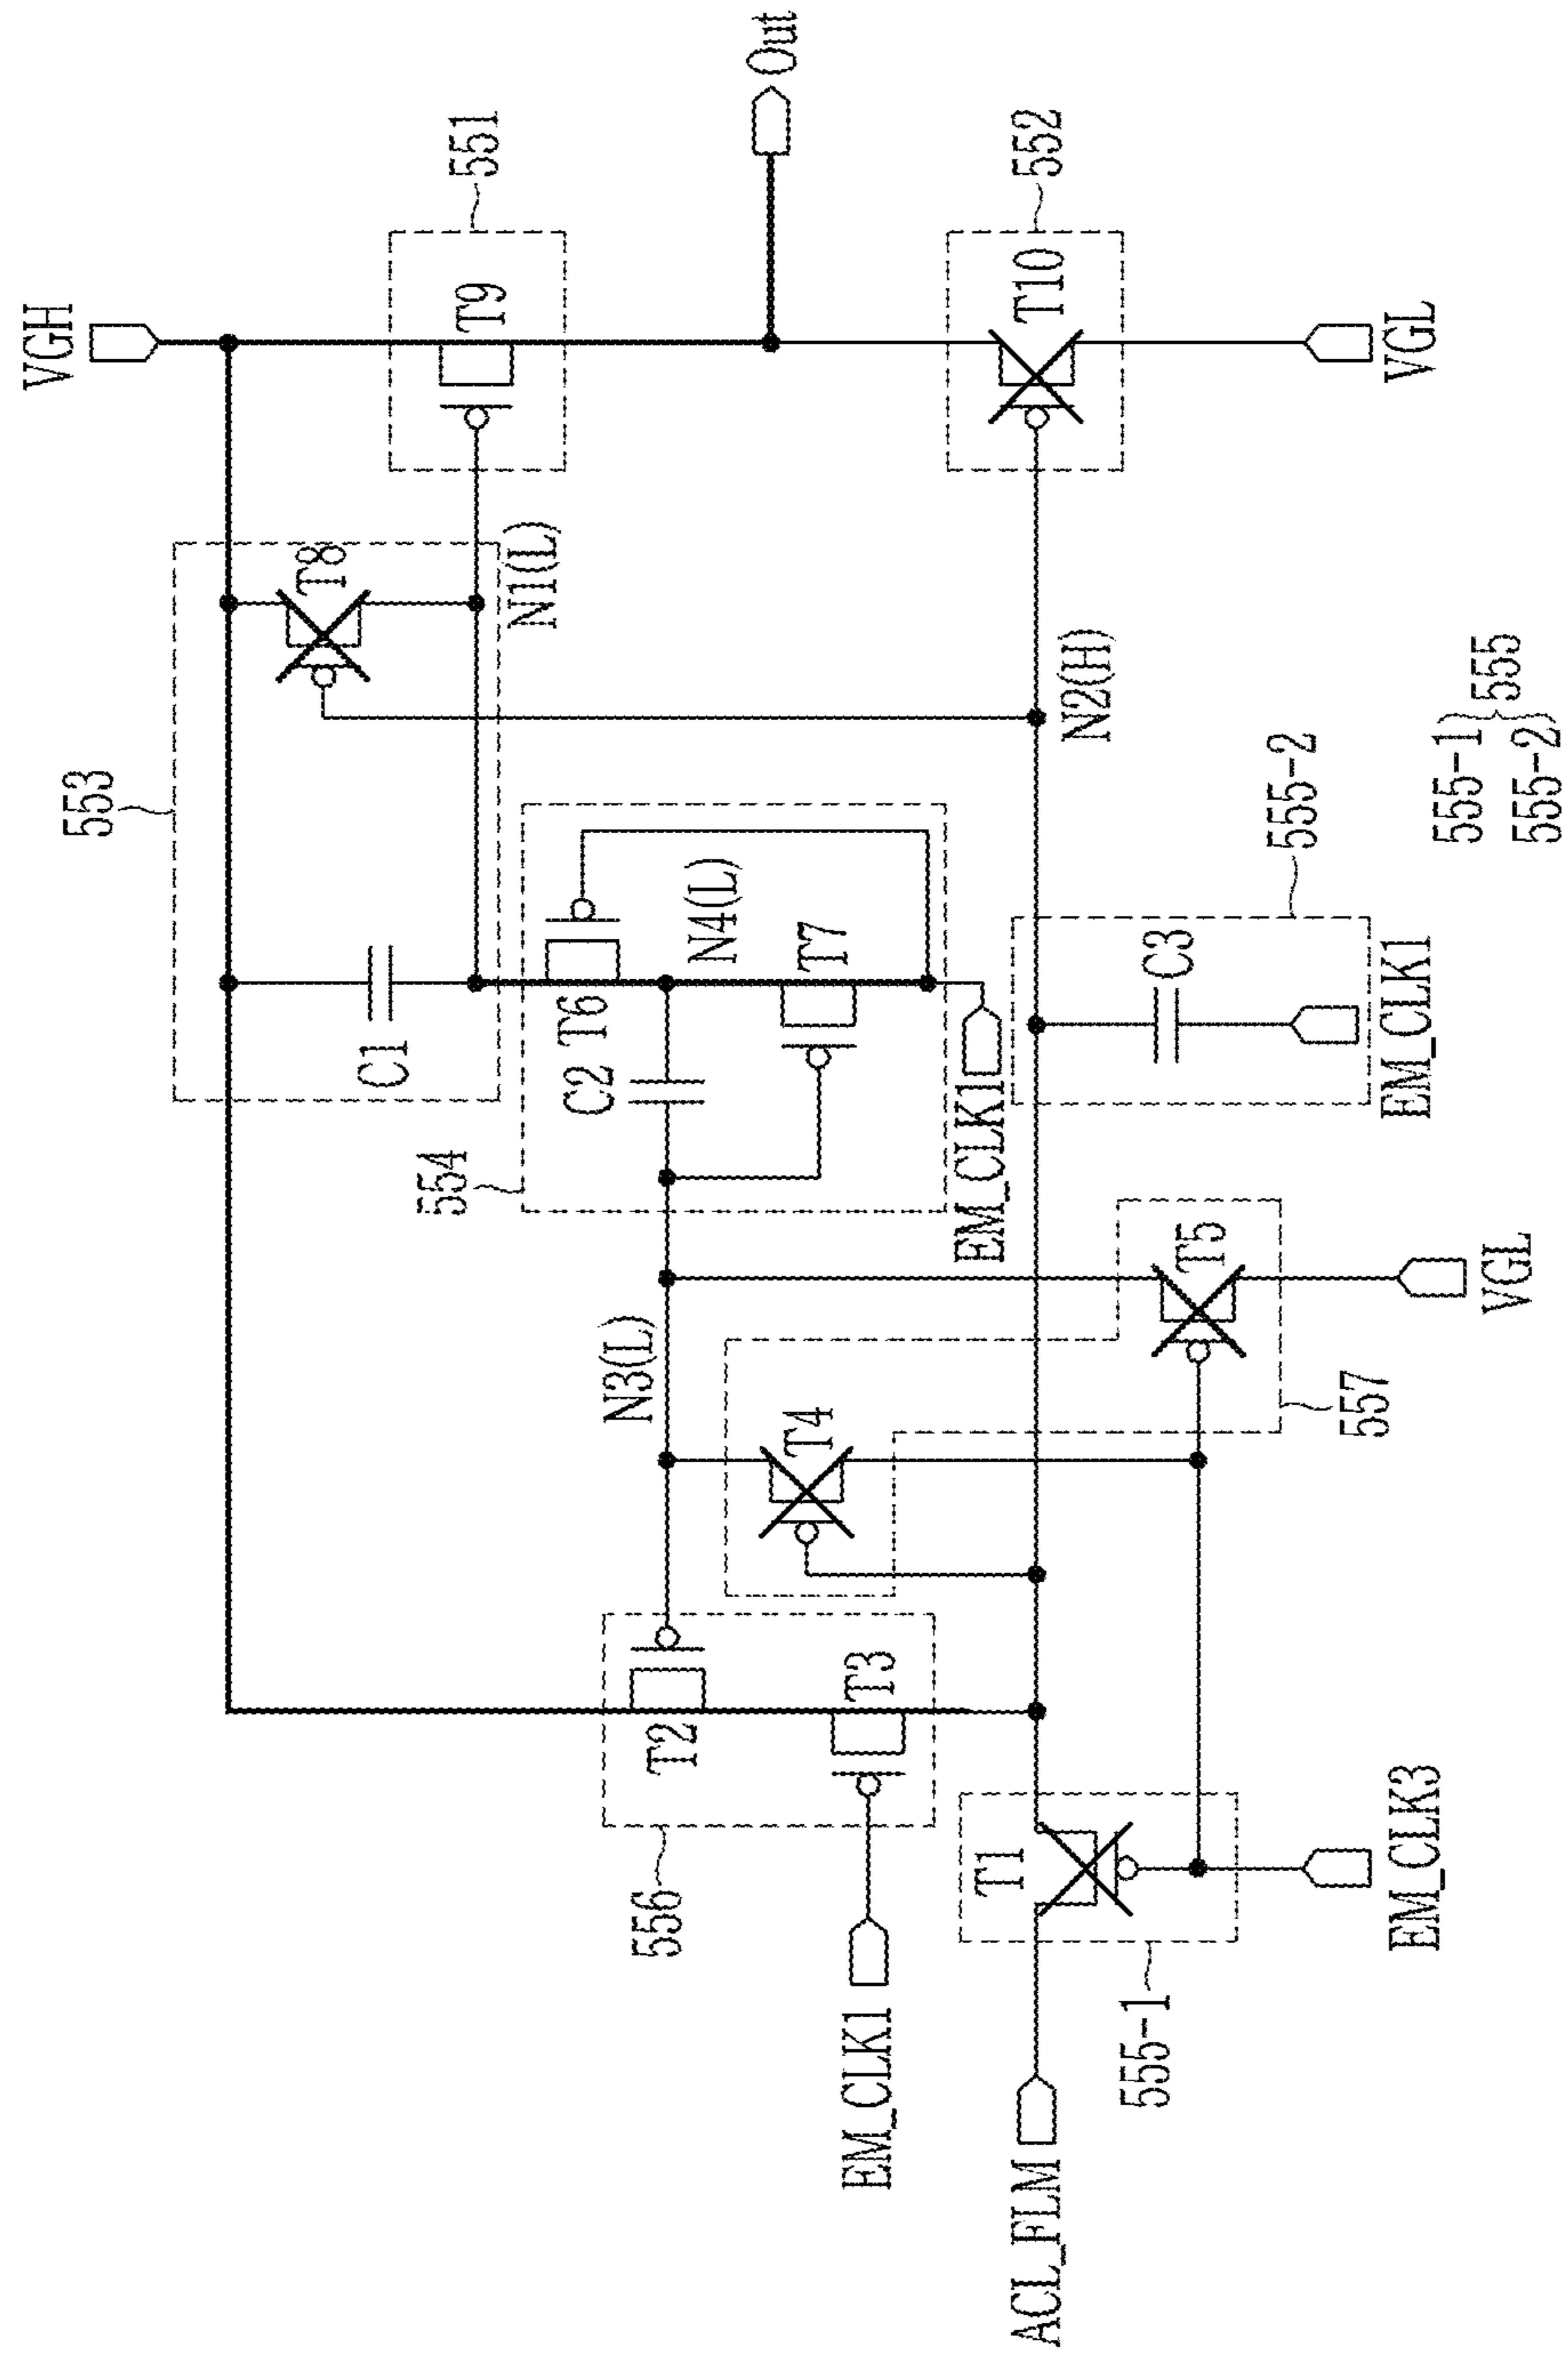 VGH
Out
551
T9
552
T10
VGL
553
T8
N1(L)
N2(H)
C1
T6
N4(L)
T7
C2
554
EM_CLK1
555-2
C3
EM_CLK1
555-1
555-2
555
N3(L)
T4
T5
557
VGL
T2
T3
556
EM_CLK1
T1
555-1
EM_CLK3
ACL_FLM